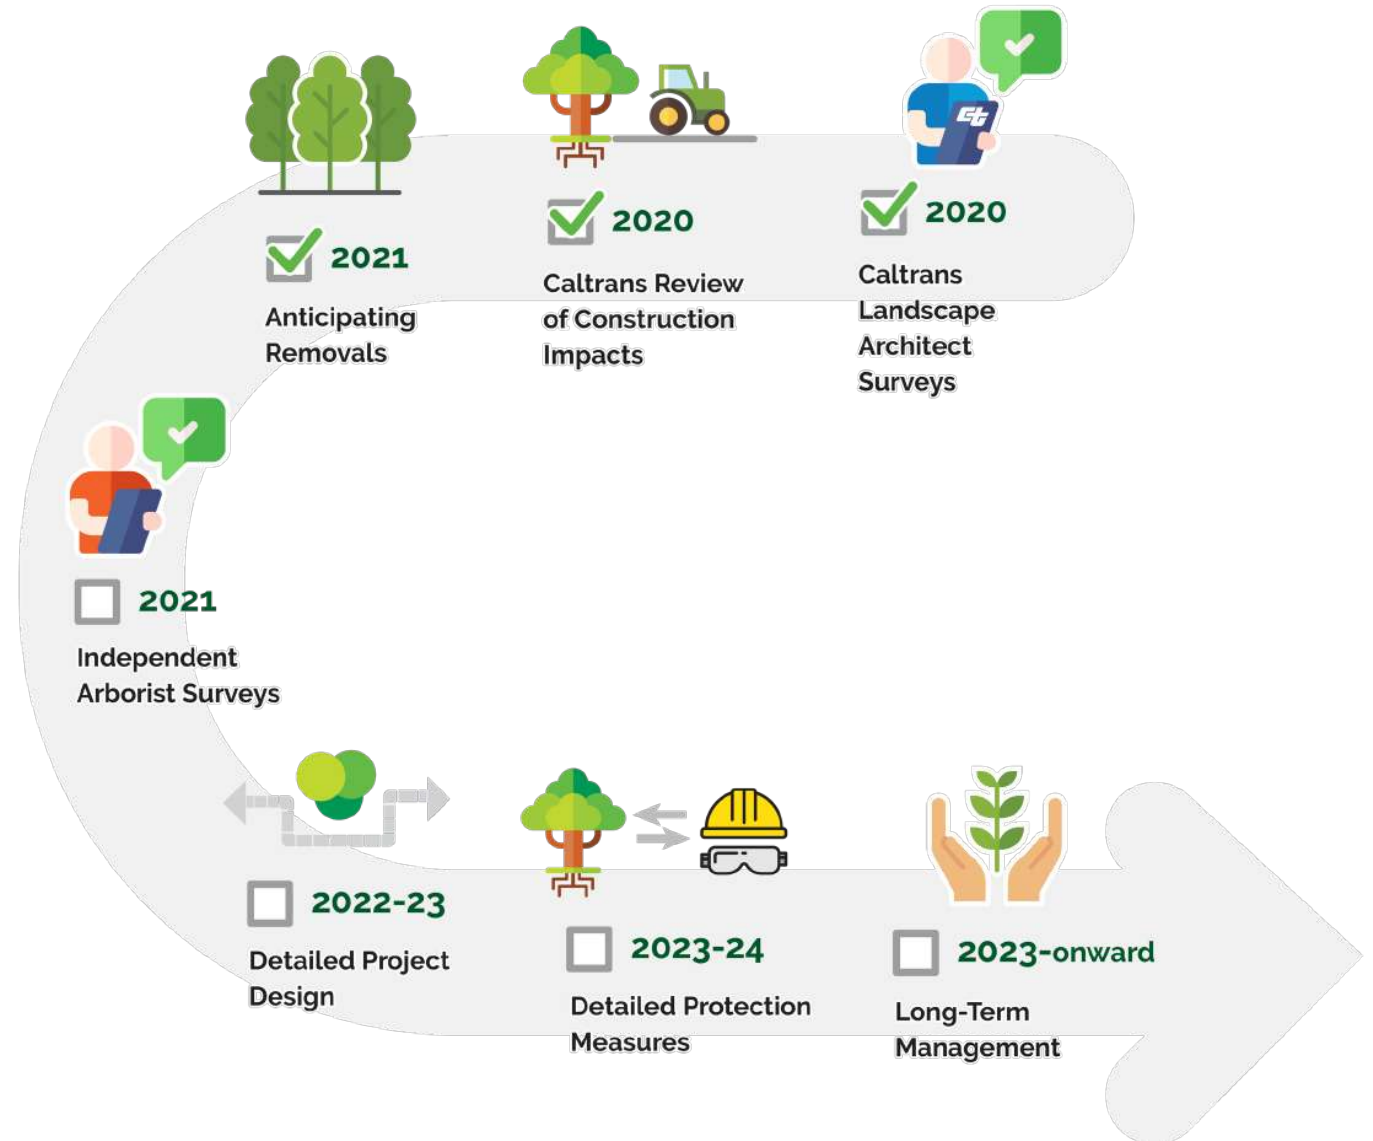 2020
Caltrans
Landscape
Architect
Surveys
2020
Caltrans Review
of Construction
Impacts
2021
Anticipating
Removals
2021
Independent
Arborist Surveys
2022-23
Detailed Project
Design
2023-24
Detailed Protection
Measures
2023-onward
Long-Term
Management
ct